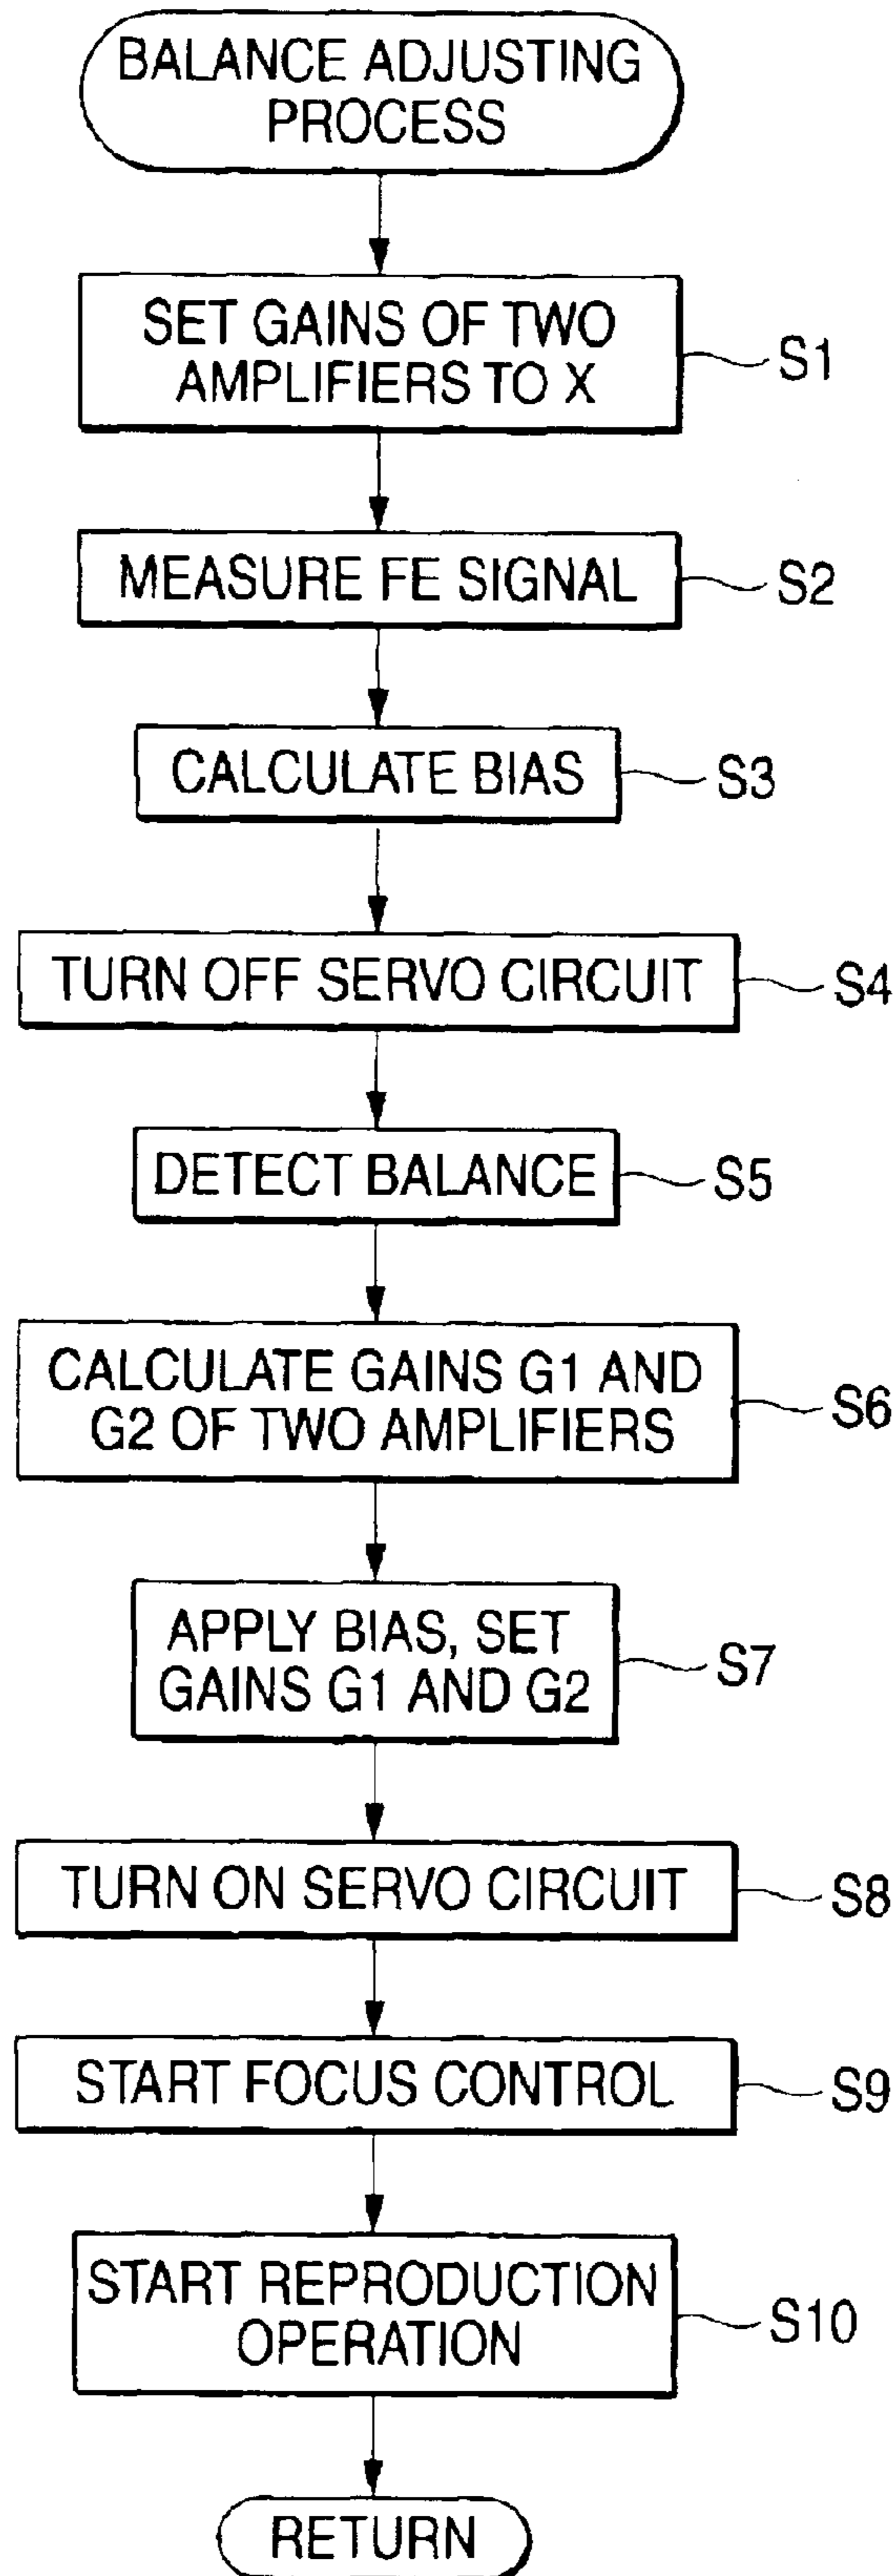 BALANCE ADJUSTING
PROCESS
SET GAINS OF TWO
AMPLIFIERS TO X
S1
MEASURE FE SIGNAL
S2
CALCULATE BIAS
S3
TURN OFF SERVO CIRCUIT
S4
DETECT BALANCE
S5
CALCULATE GAINS G1 AND
G2 OF TWO AMPLIFIERS
S6
APPLY BIAS, SET
GAINS G1 AND G2
S7
TURN ON SERVO CIRCUIT
S8
START FOCUS CONTROL
S9
START REPRODUCTION
OPERATION
S10
RETURN